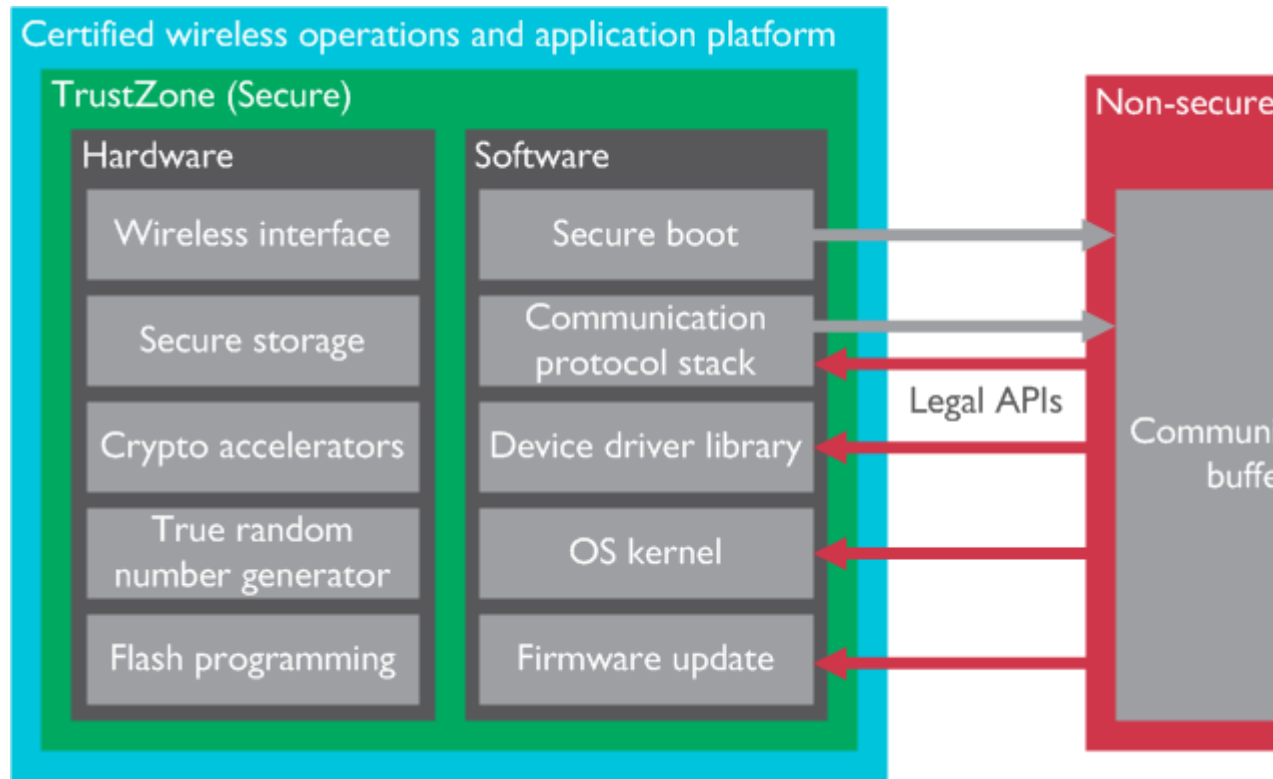 Certified wireless operations and application platform
TrustZone (Secure)
Non-secure
Hardware
Software
Wireless interface
Secure boot
Secure storage
Communication
protocol stack
Legal APIs
Crypto accelerators
Device driver library
True random
number generator
OS kernel
Flash programming
Firmware update